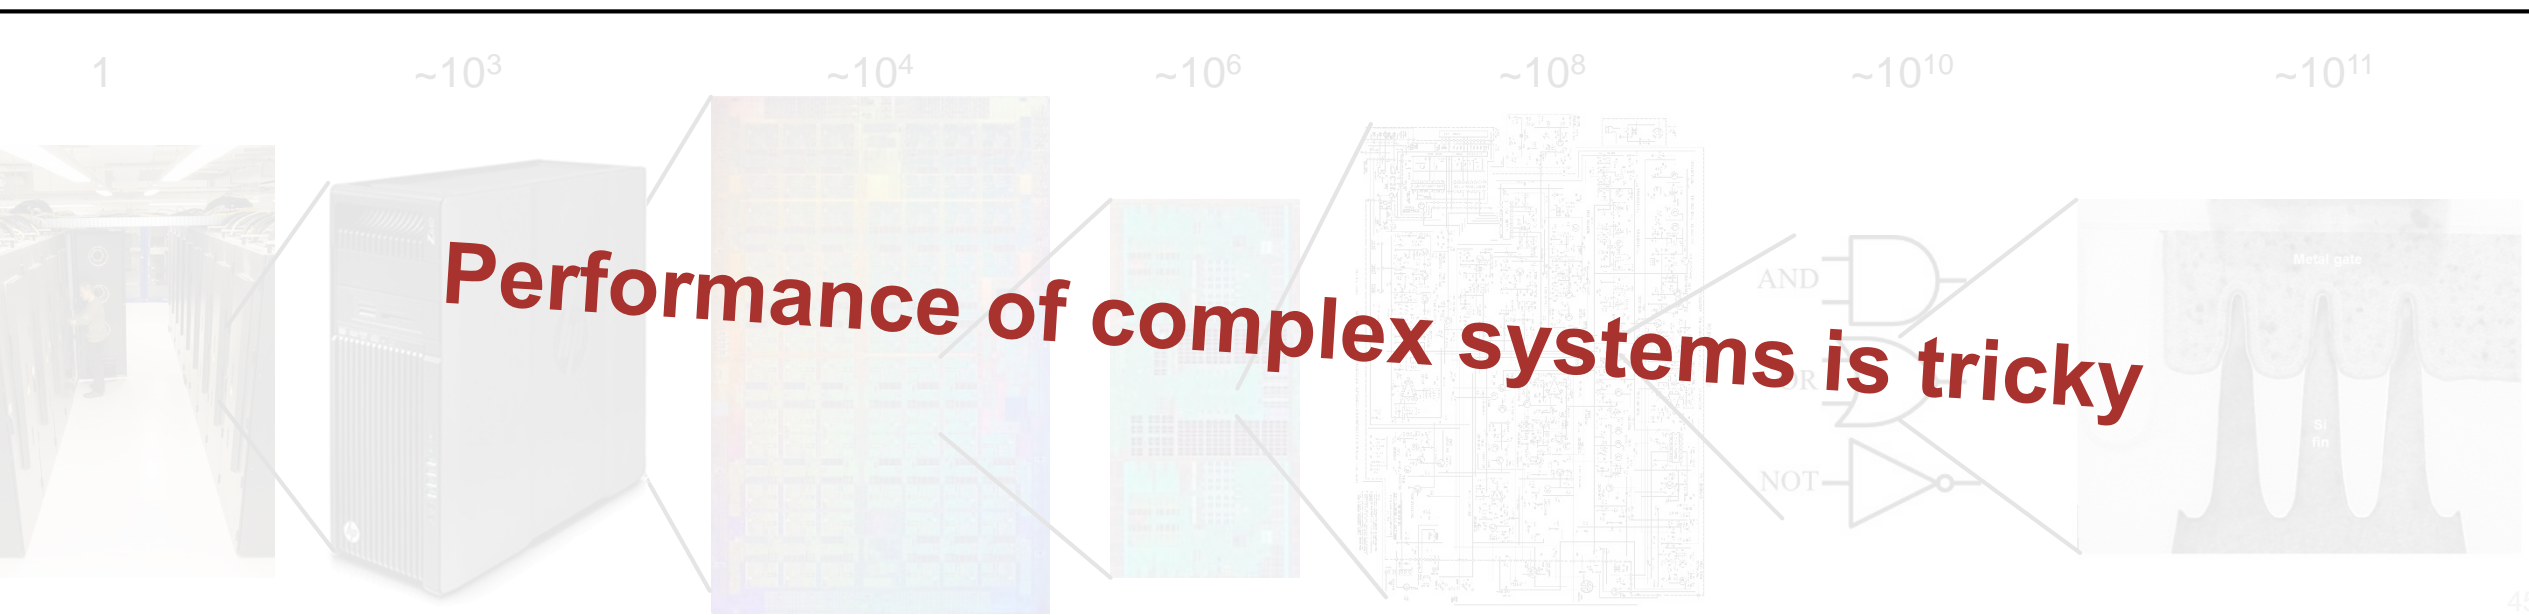 1 ~10³ ~10⁴ ~10⁶ ~10⁸ ~10¹⁰ ~10¹¹
Performance of complex systems is tricky
Metal gate
AND
Si
fin
NOT
hp